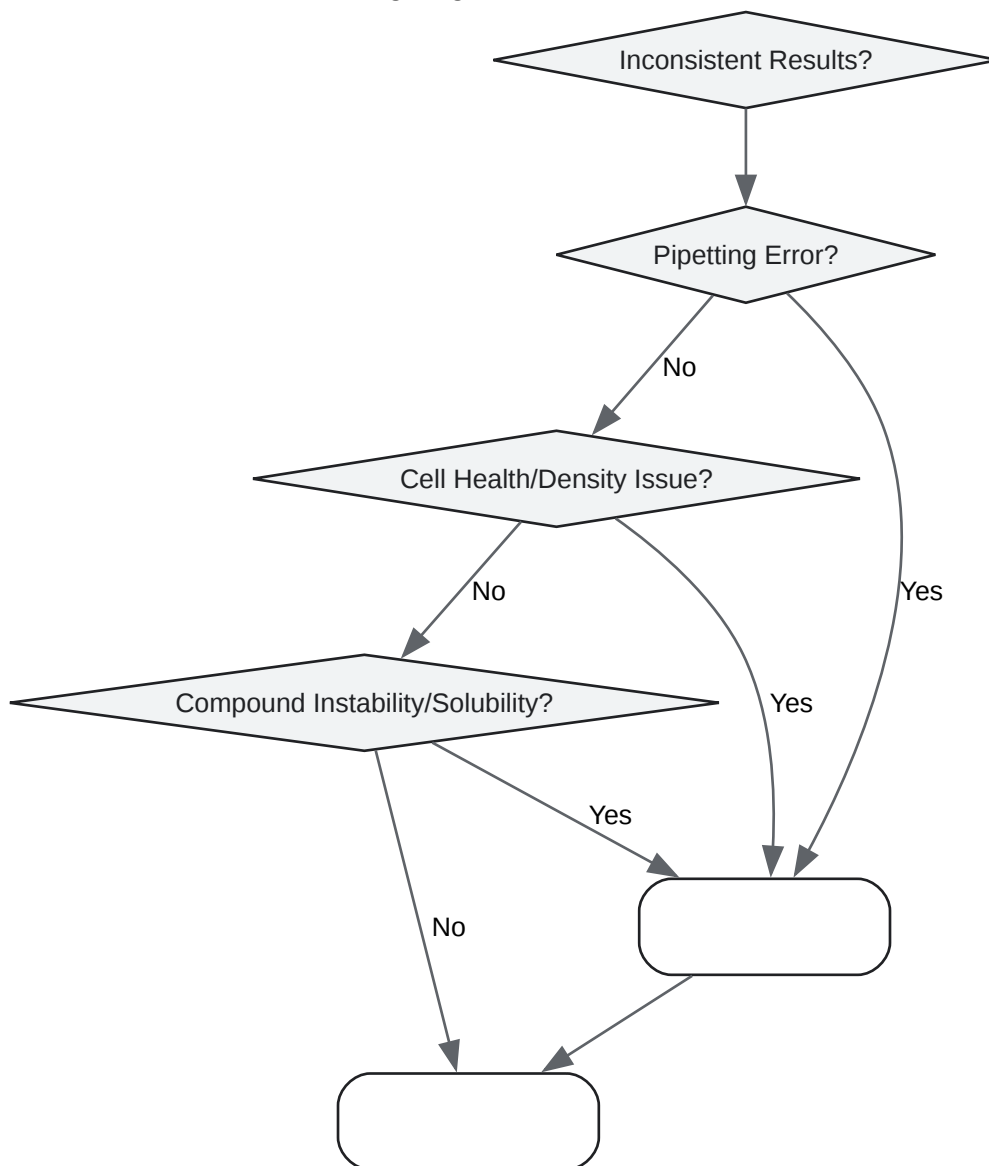 Inconsistent Results?
Pipetting Error?
No
Cell Health/Density Issue?
No
Yes
Compound Instability/Solubility?
Yes
Yes
No